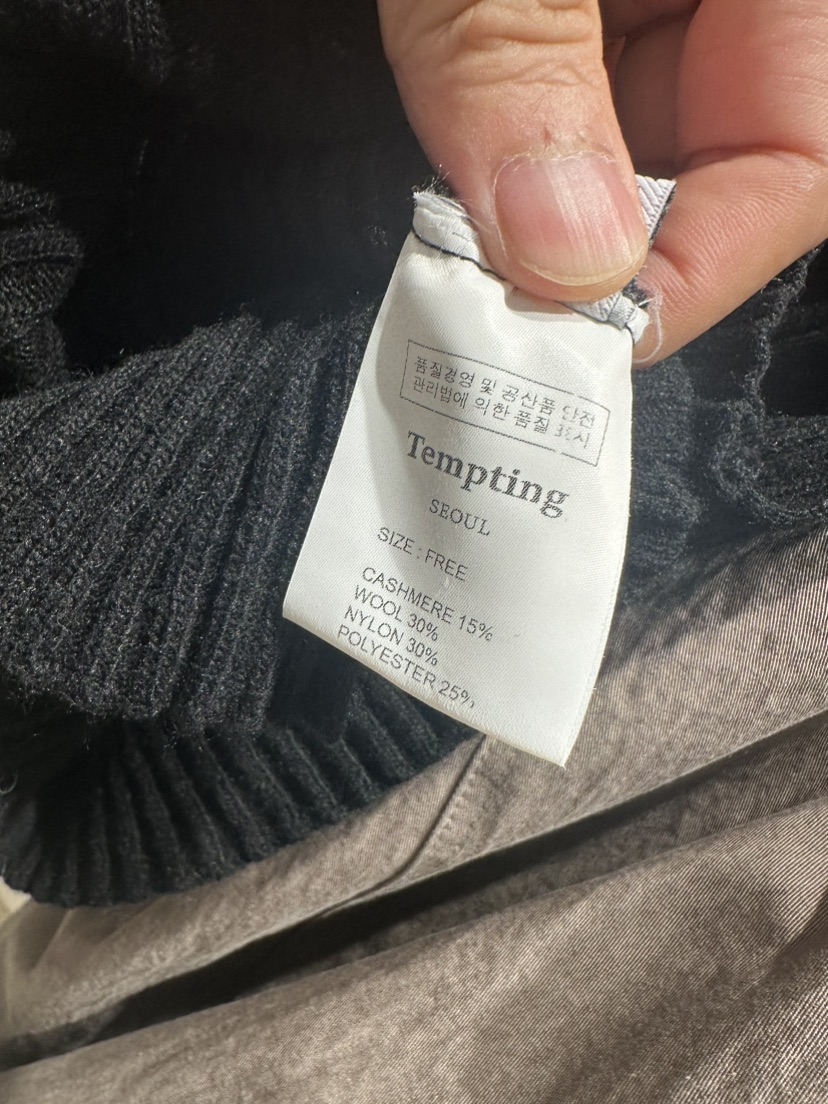 품질경영 및 공산품 안전
관리법에 의한 품질 표시
Tempting
SEOUL
SIZE : FREE
CASHMERE 15%
WOOL 30%
NYLON 30%
POLYESTER 25%